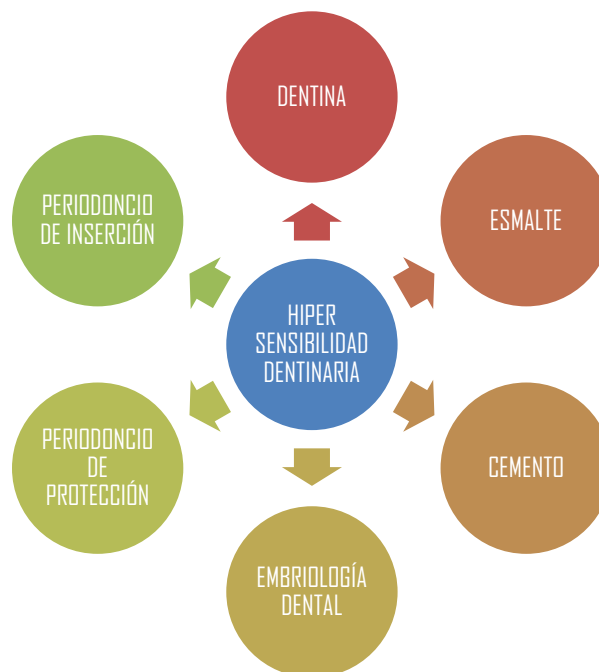 DENTINA
ESMALTE
CEMENTO
EMBRIOLOGÍA
DENTAL
PERIODONCIO
DE
PROTECCIÓN
PERIODONCIO
DE INSERCIÓN
HIPER
SENSIBILIDAD
DENTINARIA